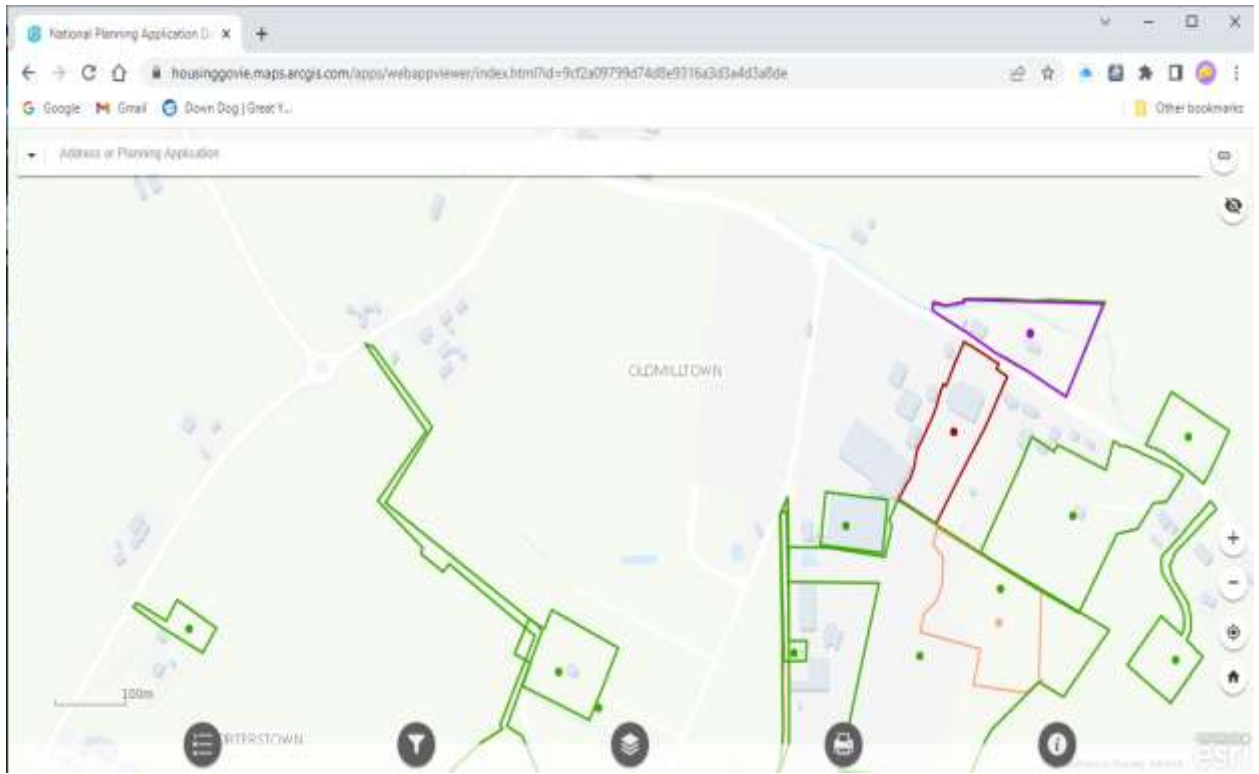 National Planning Application D
housinggovie.maps.arcgis.com/apps/webappviewer/index.html?id=9cf2a09799d74d8e9316a3d3a4d3a8de
Google Gmail Down Dog | Great Y... Other bookmarks
Address or Planning Application
OLDMILLTOWN
100m
RTERSTOWN
esri